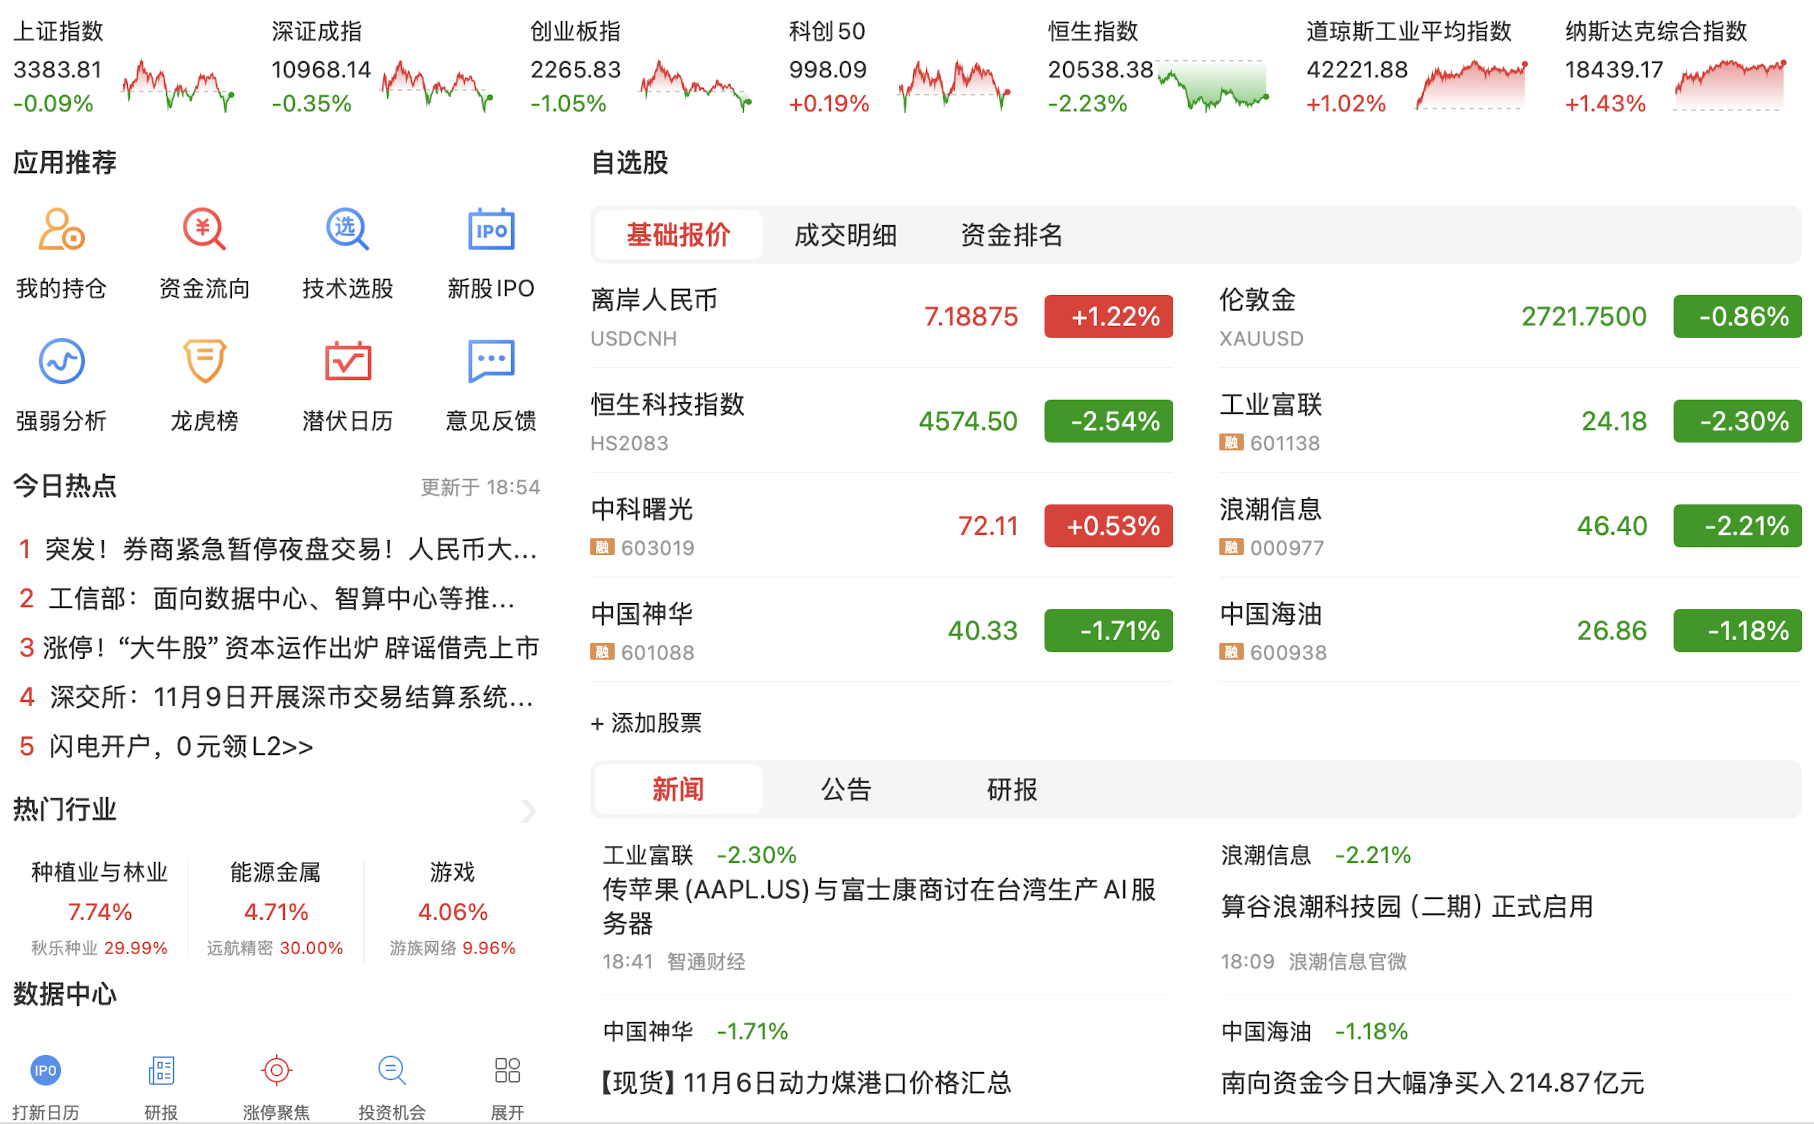 上证指数
3383.81
-0.09%
深证成指
10968.14
-0.35%
创业板指
2265.83
-1.05%
科创50
998.09
+0.19%
恒生指数
20538.38
-2.23%
道琼斯工业平均指数
42221.88
+1.02%
纳斯达克综合指数
18439.17
+1.43%
应用推荐
我的持仓
¥
资金流向
选
技术选股
IPO
新股IPO
强弱分析
龙虎榜
潜伏日历
意见反馈
今日热点
更新于 18:54
1 突发！券商紧急暂停夜盘交易！人民币大...
2 工信部：面向数据中心、智算中心等推...
3 涨停！“大牛股”资本运作出炉 辟谣借壳上市
4 深交所：11月9日开展深市交易结算系统...
5 闪电开户，0元领L2>>
热门行业
种植业与林业
7.74%
秋乐种业 29.99%
能源金属
4.71%
远航精密 30.00%
游戏
4.06%
游族网络 9.96%
数据中心
IPO
打新日历
研报
涨停聚焦
投资机会
展开
自选股
基础报价
成交明细
资金排名
离岸人民币
USDCNH
7.18875
+1.22%
伦敦金
XAUUSD
2721.7500
-0.86%
恒生科技指数
HS2083
4574.50
-2.54%
工业富联
融 601138
24.18
-2.30%
中科曙光
融 603019
72.11
+0.53%
浪潮信息
融 000977
46.40
-2.21%
中国神华
融 601088
40.33
-1.71%
中国海油
融 600938
26.86
-1.18%
+ 添加股票
新闻
公告
研报
工业富联 -2.30%
传苹果(AAPL.US)与富士康商讨在台湾生产AI服
务器
18:41 智通财经
浪潮信息 -2.21%
算谷浪潮科技园（二期）正式启用
18:09 浪潮信息官微
中国神华 -1.71%
【现货】11月6日动力煤港口价格汇总
中国海油 -1.18%
南向资金今日大幅净买入214.87亿元